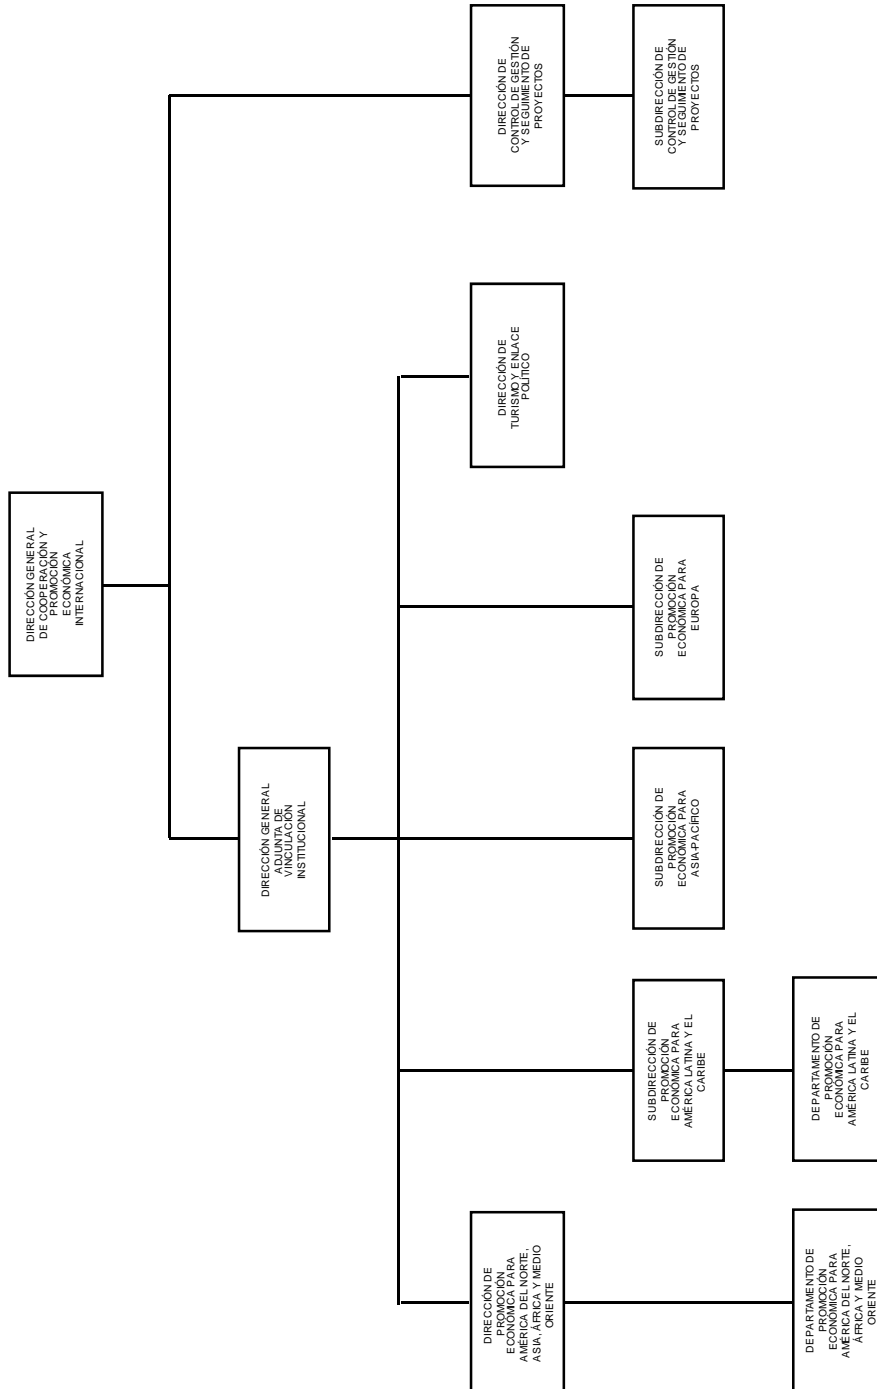 DIRECCIÓN GENERAL
DE COOPERACIÓN Y
PROMOCIÓN
ECONÓMICA
INTERNACIONAL
DIRECCIÓN GENERAL
ADJUNTA DE
VINCULACIÓN
INSTITUCIONAL
DIRECCIÓN DE
PROMOCIÓN
ECONÓMICA PARA
AMÉRICA DEL NORTE,
ASIA, ÁFRICA Y MEDIO
ORIENTE
DIRECCIÓN DE
TURISMO Y ENLACE
POLÍTICO
DIRECCIÓN DE
CONTROL DE GESTIÓN
Y SEGUIMIENTO DE
PROYECTOS
SUBDIRECCIÓN DE
PROMOCIÓN
ECONÓMICA PARA
AMÉRICA LATINA Y EL
CARIBE
SUBDIRECCIÓN DE
PROMOCIÓN
ECONÓMICA PARA
ASIA-PACÍFICO
SUBDIRECCIÓN DE
PROMOCIÓN
ECONÓMICA PARA
EUROPA
SUBDIRECCIÓN DE
CONTROL DE GESTIÓN
Y SEGUIMIENTO DE
PROYECTOS
DEPARTAMENTO DE
PROMOCIÓN
ECONÓMICA PARA
AMÉRICA DEL NORTE,
ÁFRICA Y MEDIO
ORIENTE
DEPARTAMENTO DE
PROMOCIÓN
ECONÓMICA PARA
AMÉRICA LATINA Y EL
CARIBE